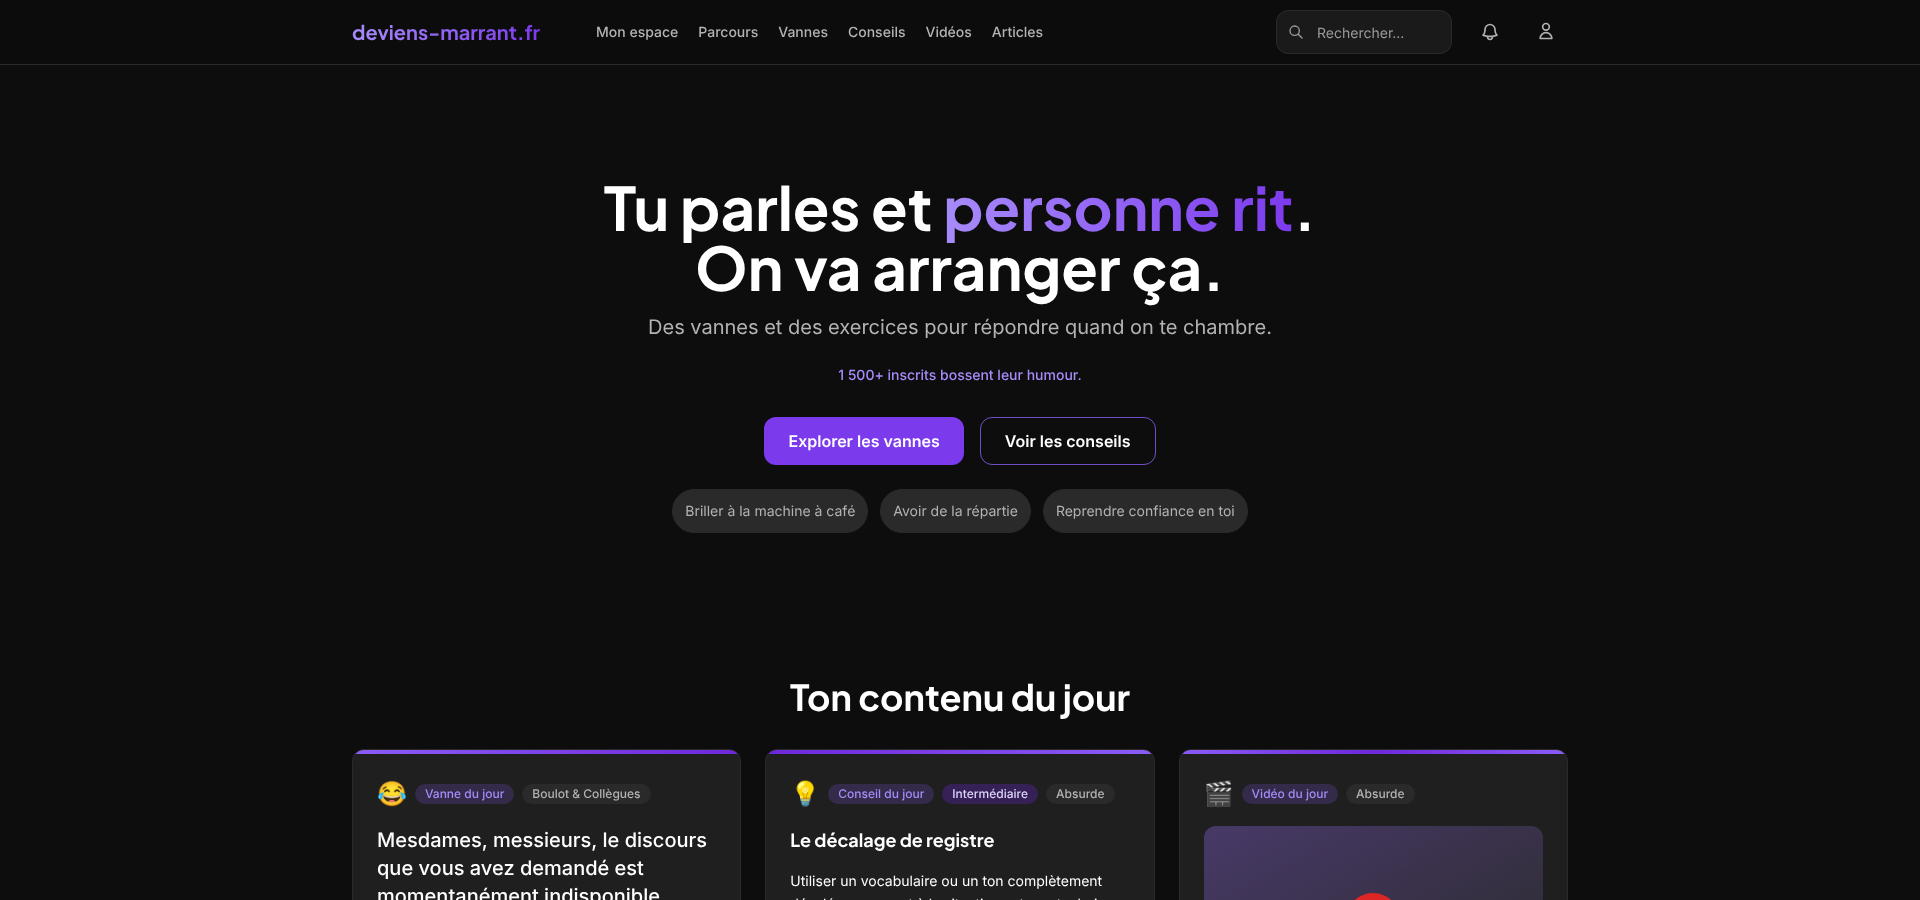 deviens-marrant.fr
Mon espace
Parcours
Vannes
Conseils
Vidéos
Articles
Rechercher...
Tu parles et personne rit.
On va arranger ça.
Des vannes et des exercices pour répondre quand on te chambre.
1 500+ inscrits bossent leur humour.
Explorer les vannes
Voir les conseils
Briller à la machine à café
Avoir de la répartie
Reprendre confiance en toi
Ton contenu du jour
Vanne du jour
Boulot & Collègues
Mesdames, messieurs, le discours
que vous avez demandé est
momentanément indisponible
Conseil du jour
Intermédiaire
Absurde
Le décalage de registre
Utiliser un vocabulaire ou un ton complètement
Vidéo du jour
Absurde